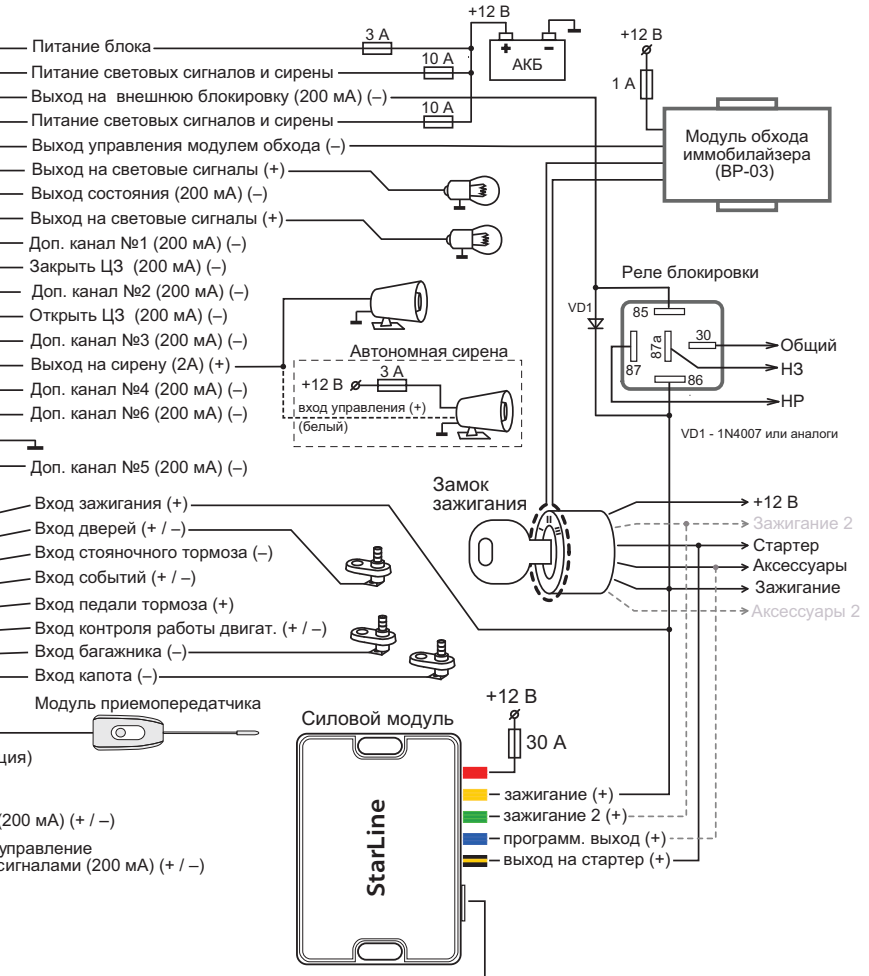 +12 В
3 А
Питание блока
АКБ
10 А
Питание световых сигналов и сирены
Выход на внешнюю блокировку (200 мА) (–)
10 А
Питание световых сигналов и сирены
Выход управления модулем обхода (–)
Выход на световые сигналы (+)
Выход состояния (200 мА) (–)
Выход на световые сигналы (+)
Доп. канал №1 (200 мА) (–)
Закрыть ЦЗ (200 мА) (–)
Доп. канал №2 (200 мА) (–)
Открыть ЦЗ (200 мА) (–)
Доп. канал №3 (200 мА) (–)
Выход на сирену (2А) (+)
Доп. канал №4 (200 мА) (–)
Доп. канал №6 (200 мА) (–)
Доп. канал №5 (200 мА) (–)
Автономная сирена
3 А
+12 В
вход управления (+)
(белый)
+12 В
1 А
Модуль обхода
иммобилайзера
(BP-03)
Реле блокировки
VD1
85
30
87a
87
86
Общий
НЗ
НР
VD1 - 1N4007 или аналоги
Замок
зажигания
+12 В
Зажигание 2
Стартер
Аксессуары
Зажигание
Аксессуары 2
Вход зажигания (+)
Вход дверей (+ / –)
Вход стояночного тормоза (–)
Вход событий (+ / –)
Вход педали тормоза (+)
Вход контроля работы двигат. (+ / –)
Вход багажника (–)
Вход капота (–)
Модуль приемопередатчика
ция)
(200 мА) (+ / –)
управление
сигналами (200 мА) (+ / –)
Силовой модуль
+12 В
30 А
StarLine
зажигание (+)
зажигание 2 (+)
программ. выход (+)
выход на стартер (+)